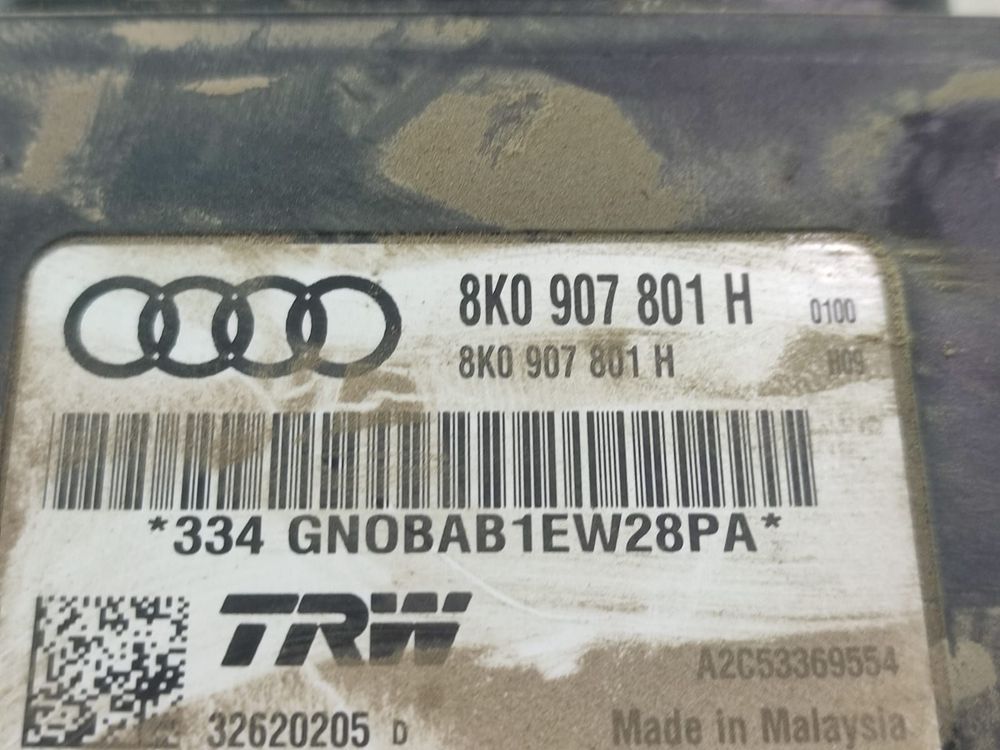 8K0 907 801 H 0100
8K0 907 801 H H09
*334 GNOBAB1EW28PA*
TRW
A2C53369554
32620205 D Made in Malaysia